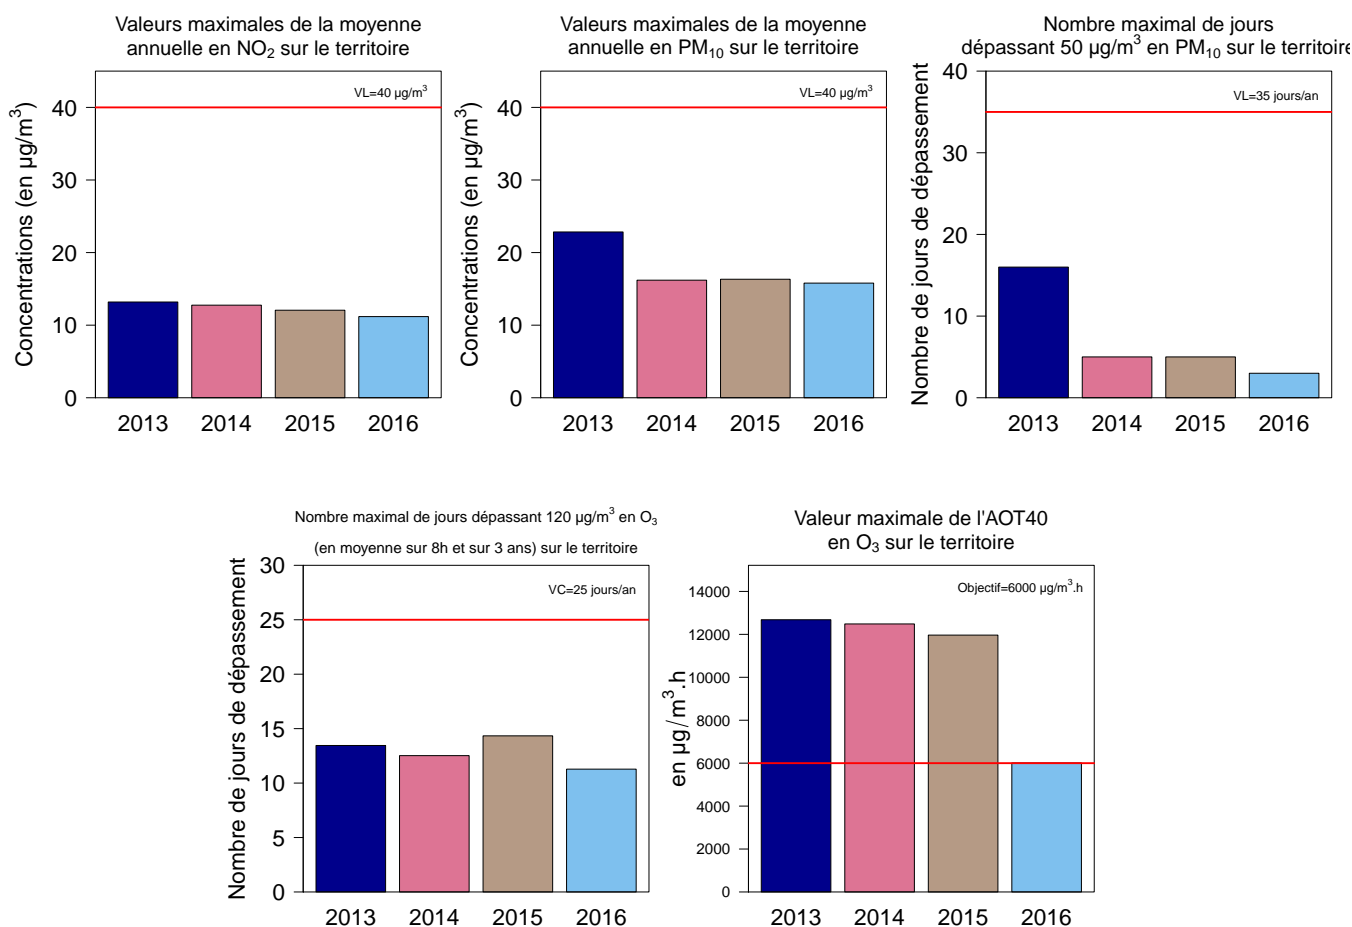 Valeurs maximales de la moyenne
annuelle en NO₂ sur le territoire
Concentrations (en µg/m³)
VL=40 µg/m³
40
30
20
10
0
2013 2014 2015 2016
Valeurs maximales de la moyenne
annuelle en PM₁₀ sur le territoire
Concentrations (en µg/m³)
VL=40 µg/m³
40
30
20
10
0
2013 2014 2015 2016
Nombre maximal de jours
dépassant 50 µg/m³ en PM₁₀ sur le territoire
Nombre de jours de dépassement
VL=35 jours/an
40
30
20
10
0
2013 2014 2015 2016
Nombre maximal de jours dépassant 120 µg/m³ en O₃
(en moyenne sur 8h et sur 3 ans) sur le territoire
Nombre de jours de dépassement
VC=25 jours/an
30
25
20
15
10
5
0
2013 2014 2015 2016
Valeur maximale de l'AOT40
en O₃ sur le territoire
en µg/m³.h
Objectif=6000 µg/m³.h
14000
12000
10000
8000
6000
4000
2000
0
2013 2014 2015 2016